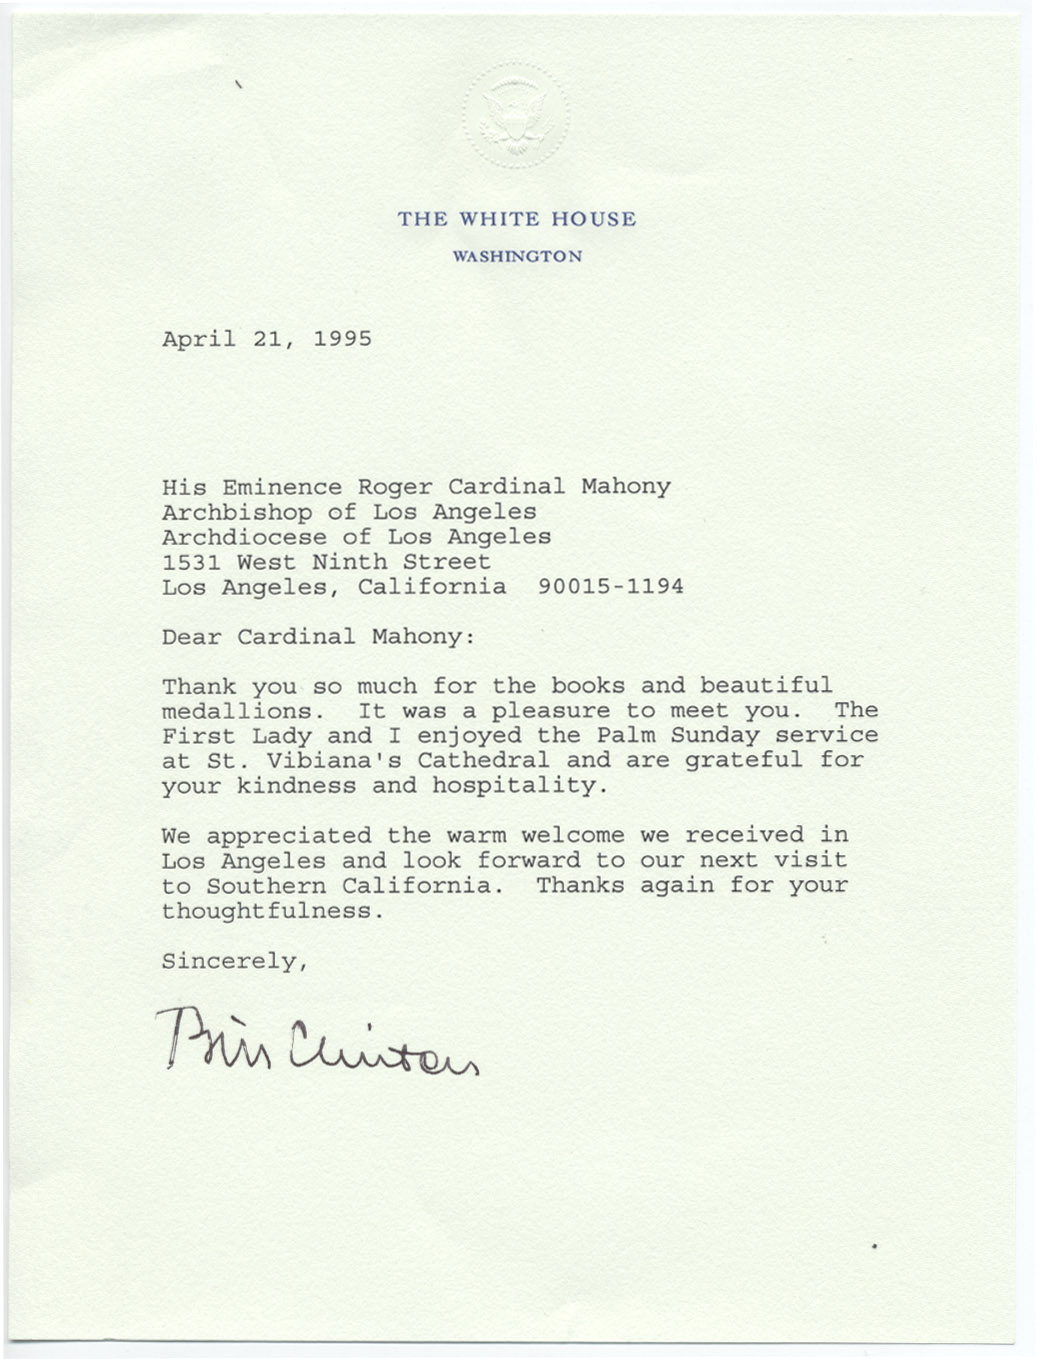 THE WHITE HOUSE
WASHINGTON
April 21, 1995
His Eminence Roger Cardinal Mahony
Archbishop of Los Angeles
Archdiocese of Los Angeles
1531 West Ninth Street
Los Angeles, California  90015-1194
Dear Cardinal Mahony:
Thank you so much for the books and beautiful
medallions.  It was a pleasure to meet you.  The
First Lady and I enjoyed the Palm Sunday service
at St. Vibiana's Cathedral and are grateful for
your kindness and hospitality.
We appreciated the warm welcome we received in
Los Angeles and look forward to our next visit
to Southern California.  Thanks again for your
thoughtfulness.
Sincerely,
Bill Clinton